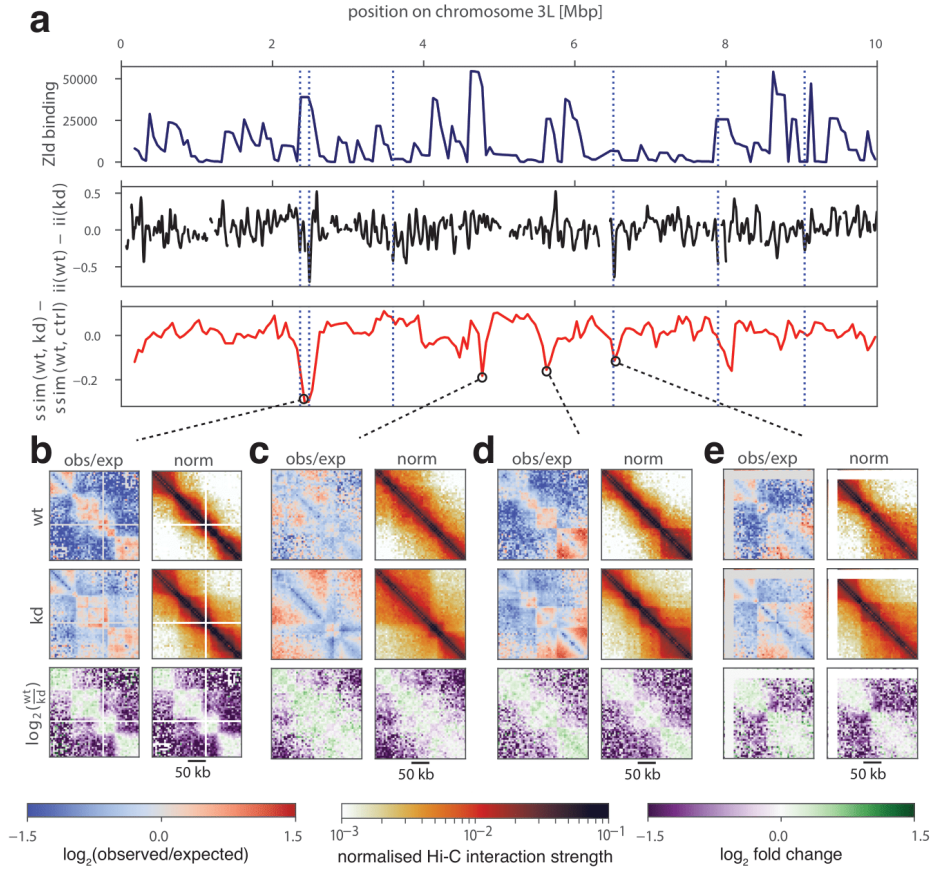 a
position on chromosome 3L [Mbp]
0 2 4 6 8 10
Zld binding
50000
25000
0
ii(wt) − ii(kd)
0.5
0.0
−0.5
ssim(wt, kd) −
ssim(wt, ctrl)
0.0
−0.2
b c d e
obs/exp norm obs/exp norm obs/exp norm obs/exp norm
wt
kd
log₂(wt/kd)
50 kb 50 kb 50 kb 50 kb
−1.5 0.0 1.5
log₂(observed/expected)
10⁻³ 10⁻² 10⁻¹
normalised Hi-C interaction strength
−1.5 0.0 1.5
log₂ fold change